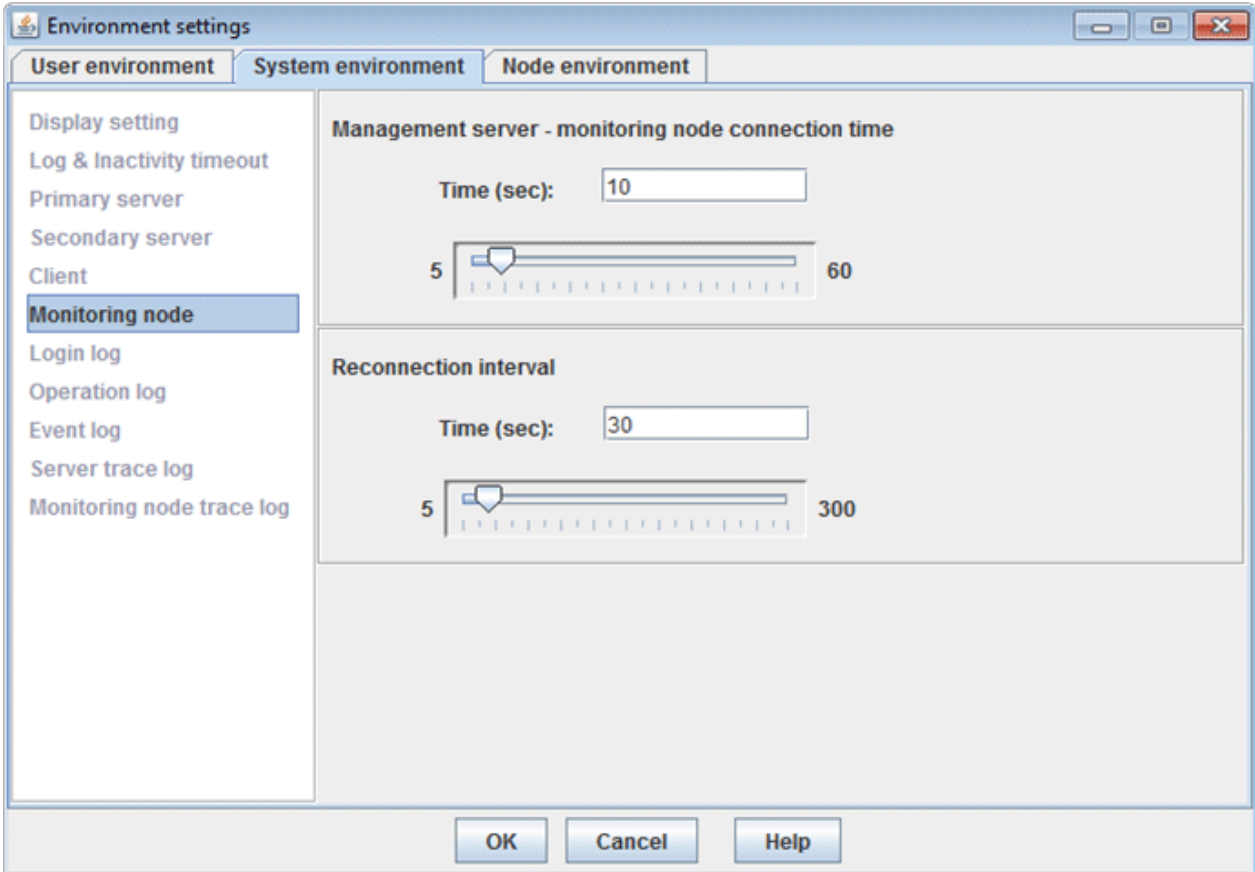 Environment settings
User environment System environment Node environment
Display setting
Log & Inactivity timeout
Primary server
Secondary server
Client
Monitoring node
Login log
Operation log
Event log
Server trace log
Monitoring node trace log
Management server - monitoring node connection time
Time (sec): 10
5 60
Reconnection interval
Time (sec): 30
5 300
OK Cancel Help